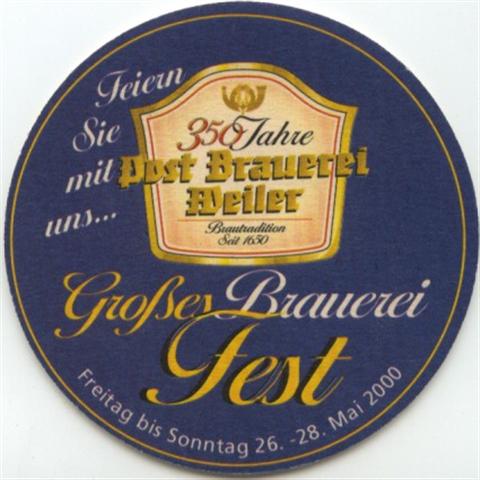 Feiern
Sie
mit
uns...
350 Jahre
Post Brauerei
Weiler
Brautradition
Seit 1650
Großes Brauerei
Fest
Freitag bis Sonntag 26. -28. Mai 2000